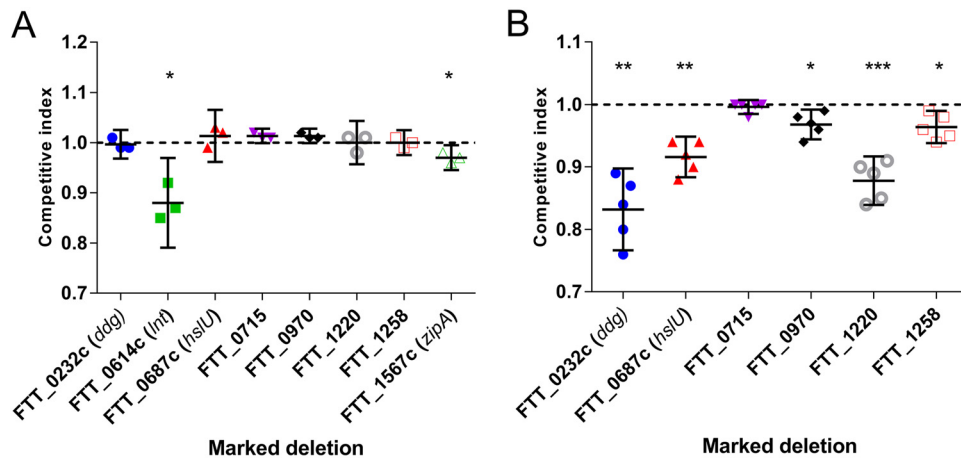 A
Competitive index
1.2
1.1
1.0
0.9
0.8
0.7
*
*
FTT_0232c (ddg)
FTT_0614c (lnt)
FTT_0687c (hslU)
FTT_0715
FTT_0970
FTT_1220
FTT_1258
FTT_1567c (zipA)
Marked deletion
B
Competitive index
1.1
1.0
0.9
0.8
0.7
**
**
*
***
*
FTT_0232c (ddg)
FTT_0687c (hslU)
FTT_0715
FTT_0970
FTT_1220
FTT_1258
Marked deletion